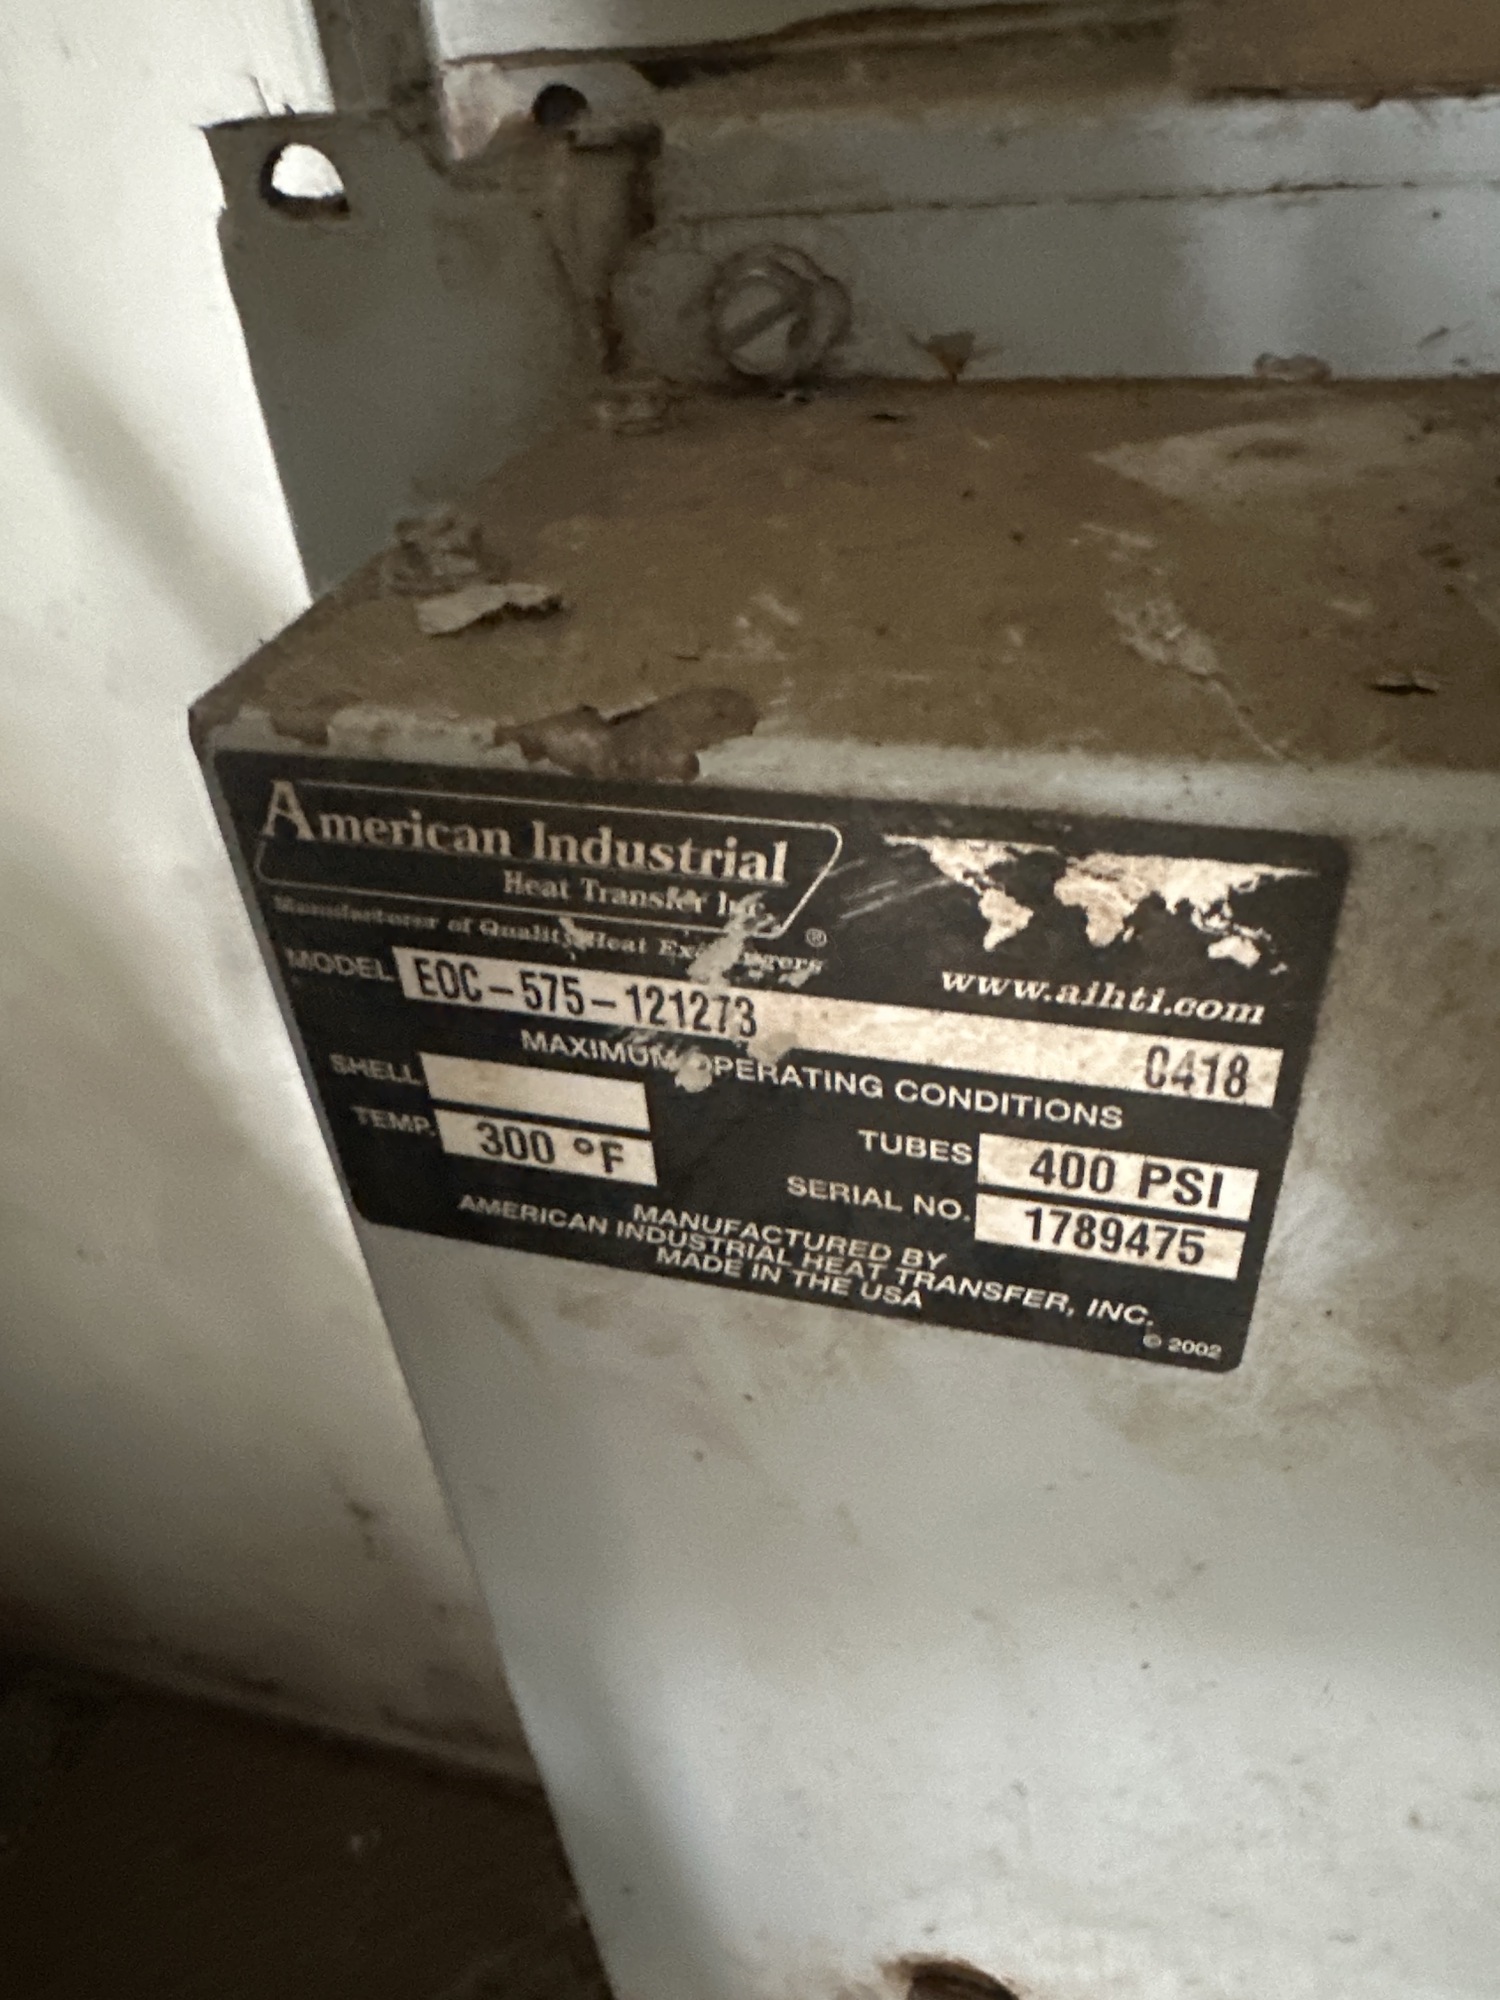 American Industrial
Heat Transfer Inc.
Manufacturer of Quality Heat Exchangers
®
www.aihti.com
MODEL EOC-575-121273 C418
MAXIMUM OPERATING CONDITIONS
SHELL
TUBES 400 PSI
TEMP. 300 °F
SERIAL NO. 1789475
MANUFACTURED BY
AMERICAN INDUSTRIAL HEAT TRANSFER, INC.
MADE IN THE USA
© 2002